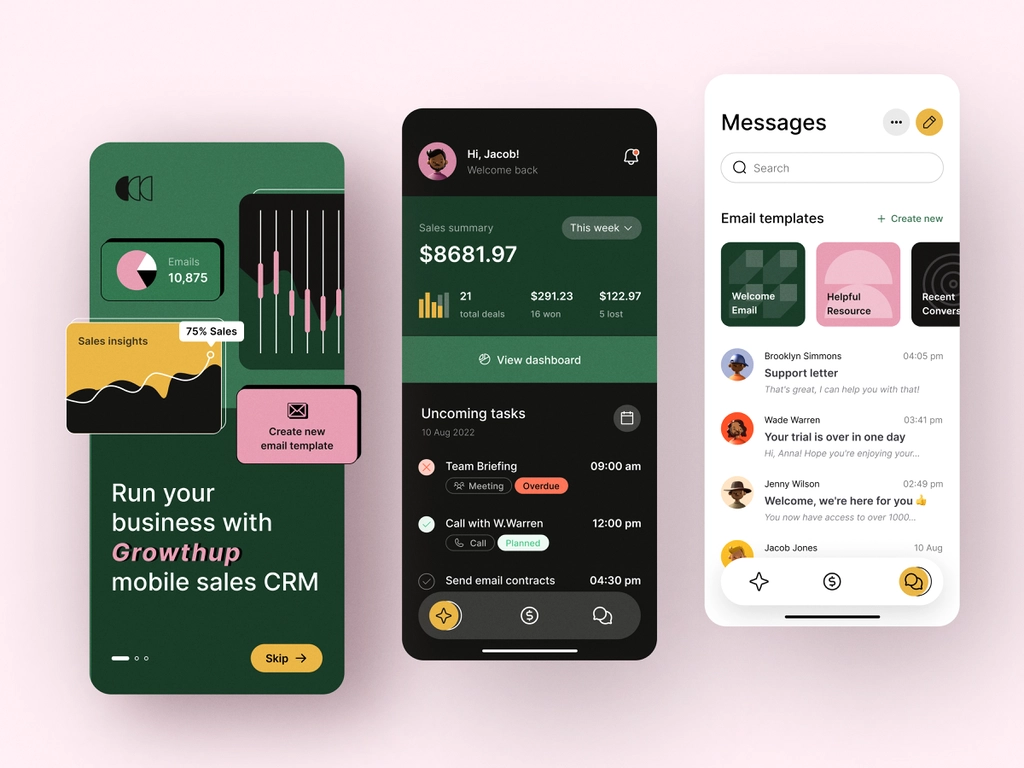 Emails
10,875
75% Sales
Sales insights
Create new
email template
Run your
business with
Growthup
mobile sales CRM
Skip
Hi, Jacob!
Welcome back
Sales summary
This week
$8681.97
21
total deals
$291.23
16 won
$122.97
5 lost
View dashboard
Uncoming tasks
10 Aug 2022
Team Briefing
09:00 am
Meeting
Overdue
Call with W.Warren
12:00 pm
Call
Planned
Send email contracts
04:30 pm
Messages
Search
Email templates
+ Create new
Welcome
Email
Helpful
Resource
Recent
Convers
Brooklyn Simmons
04:05 pm
Support letter
That's great, I can help you with that!
Wade Warren
03:41 pm
Your trial is over in one day
Hi, Anna! Hope you're enjoying your...
Jenny Wilson
02:49 pm
Welcome, we're here for you 👍
You now have access to over 1000...
Jacob Jones
10 Aug